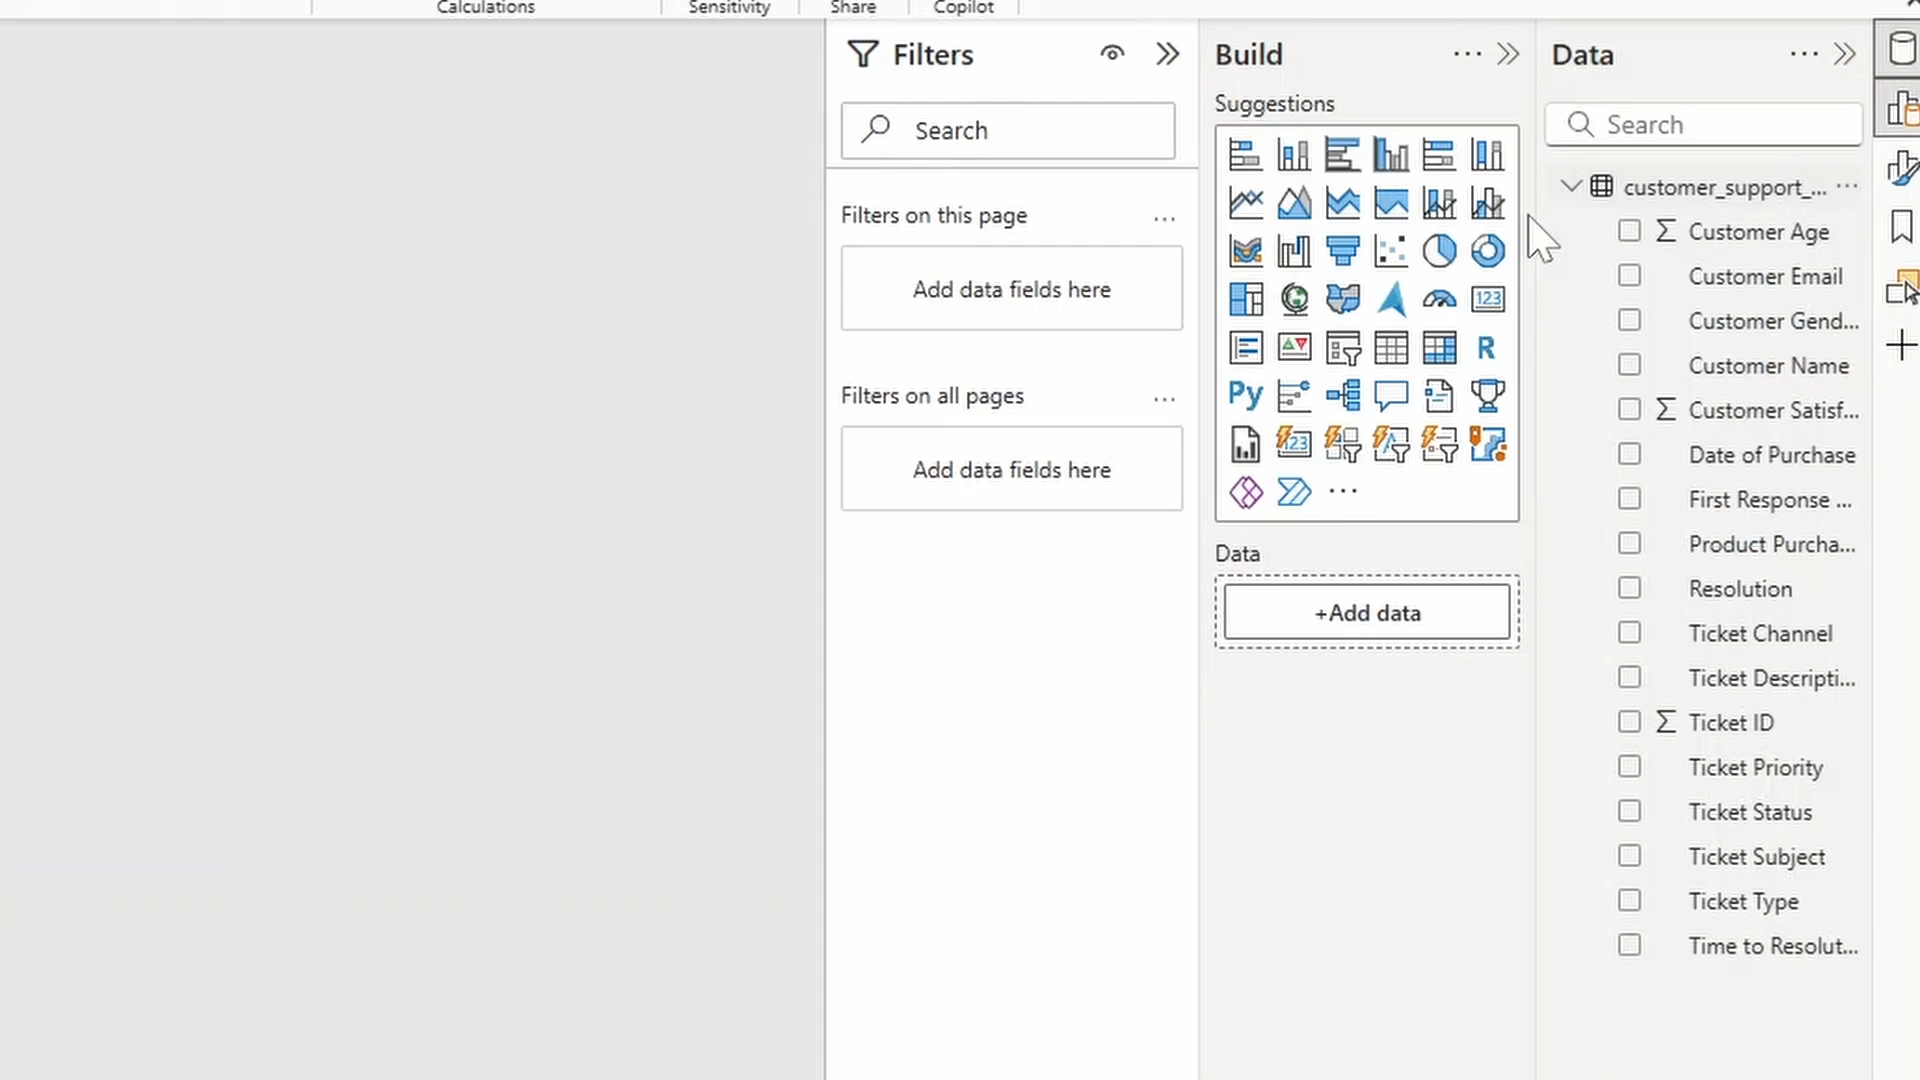 Calculations
Sensitivity
Share
Copilot
Filters
Search
Filters on this page
...
Add data fields here
Filters on all pages
...
Add data fields here
Build
...
Suggestions
123
R
Py
123
...
Data
+Add data
Data
...
Search
customer_support_...
...
Σ Customer Age
Customer Email
Customer Gend...
Customer Name
Σ Customer Satisf...
Date of Purchase
First Response ...
Product Purcha...
Resolution
Ticket Channel
Ticket Descripti...
Σ Ticket ID
Ticket Priority
Ticket Status
Ticket Subject
Ticket Type
Time to Resolut...